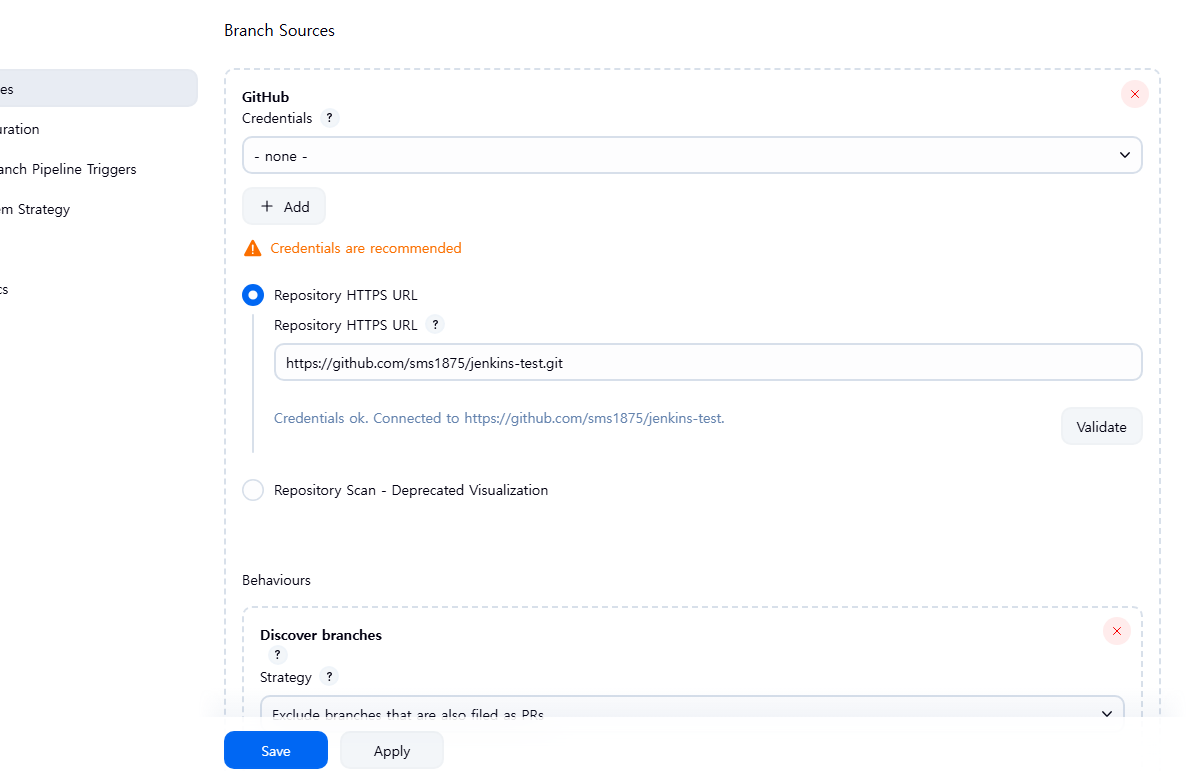 Branch Sources
es
GitHub
Credentials ?
uration
- none -
anch Pipeline Triggers
+ Add
em Strategy
Credentials are recommended
cs
Repository HTTPS URL
Repository HTTPS URL ?
https://github.com/sms1875/jenkins-test.git
Credentials ok. Connected to https://github.com/sms1875/jenkins-test.
Validate
Repository Scan - Deprecated Visualization
Behaviours
Discover branches
?
Strategy ?
Exclude branches that are also filed as PRs
Save
Apply